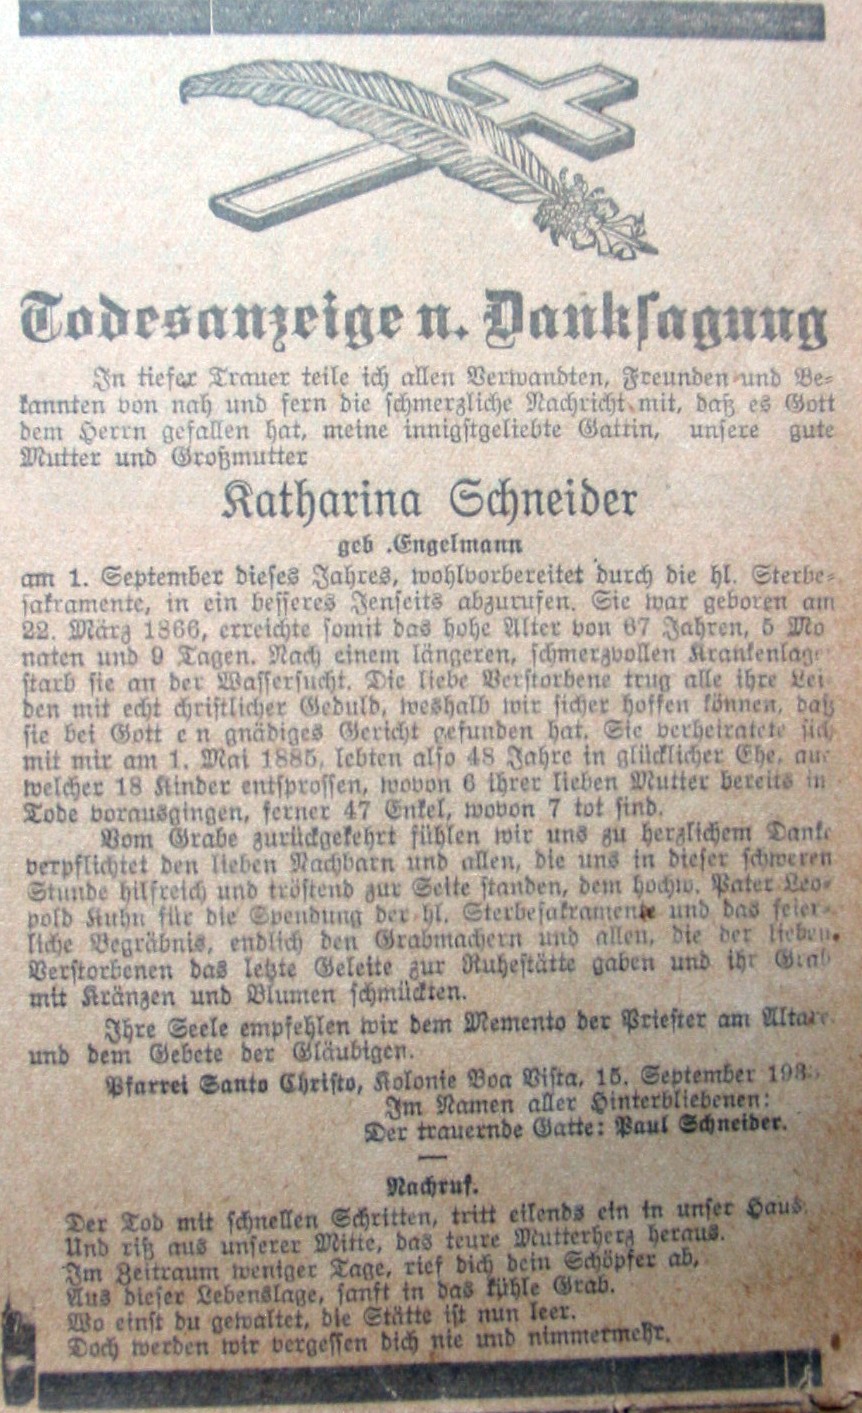 Todesanzeige u. Danksagung
In tiefer Trauer teile ich allen Verwandten, Freunden und Be-
kannten von nah und fern die schmerzliche Nachricht mit, daß es Gott
dem Herrn gefallen hat, meine innigstgeliebte Gattin, unsere gute
Mutter und Großmutter
Katharina Schneider
geb .Engelmann
am 1. September dieses Jahres, wohlvorbereitet durch die hl. Sterbe-
sakramente, in ein besseres Jenseits abzurufen. Sie war geboren am
22. März 1866, erreichte somit das hohe Alter von 67 Jahren, 5 Mo
naten und 9 Tagen. Nach einem längeren, schmerzvollen Krankenlage
starb sie an der Wassersucht. Die liebe Verstorbene trug alle ihre Lei
den mit echt christlicher Geduld, weshalb wir sicher hoffen können, daß
sie bei Gott e n gnädiges Gericht gefunden hat. Sie verheiratete sich
mit mir am 1. Mai 1885, lebten also 48 Jahre in glücklicher Ehe, aus
welcher 18 Kinder entsprossen, wovon 6 ihrer lieben Mutter bereits in
Tode vorausgingen, ferner 47 Enkel, wovon 7 tot sind.
Vom Grabe zurückgekehrt fühlen wir uns zu herzlichem Danke
verpflichtet den lieben Nachbarn und allen, die uns in dieser schweren
Stunde hilfreich und tröstend zur Seite standen, dem hochw. Pater Leo-
pold Kuhn für die Spendung der hl. Sterbesakramente und das feier-
liche Begräbnis, endlich den Grabmachern und allen, die der lieben
Verstorbenen das letzte Geleite zur Ruhestätte gaben und ihr Grab
mit Kränzen und Blumen schmückten.
Ihre Seele empfehlen wir dem Memento der Priester am Altare
und dem Gebete der Gläubigen.
Pfarrei Santo Christo, Kolonie Boa Vista, 15. September
Im Namen aller Hinterbliebenen:
Der trauernde Gatte: Paul Schneider.
Nachruf.
Der Tod mit schnellen Schritten, tritt eilends ein in unser Haus.
Und riß aus unserer Mitte, das teure Mutterherz heraus.
Im Zeitraum weniger Tage, rief dich dein Schöpfer ab,
Aus dieser Lebenslage, sanft in das kühle Grab.
Wo einst du gewaltet, die Stätte ist nun leer.
Doch werden wir vergessen dich nie und nimmermehr.